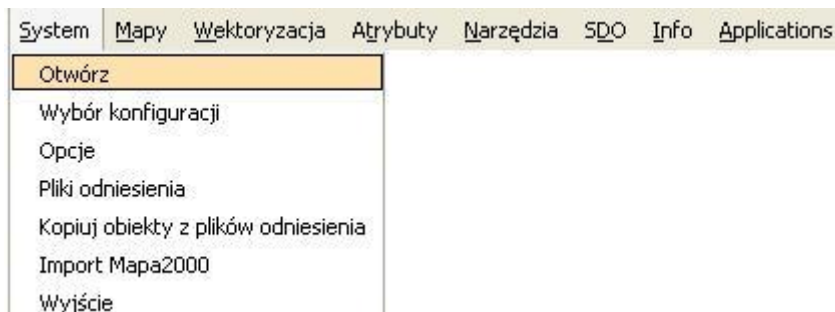 System Mapy Wektoryzacja Atrybuty Narzędzia SDO Info Applications
Otwórz
Wybór konfiguracji
Opcje
Pliki odniesienia
Kopiuj obiekty z plików odniesienia
Import Mapa2000
Wyjście